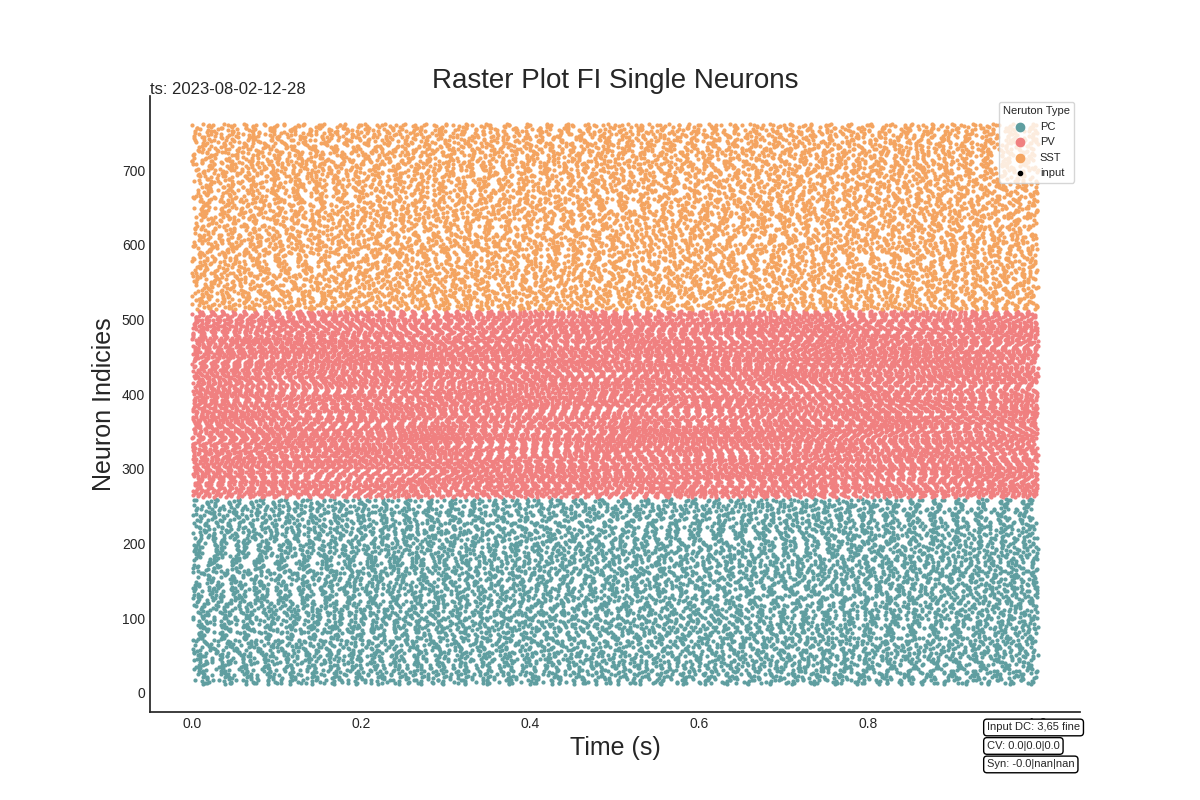 Raster Plot FI Single Neurons
ts: 2023-08-02-12-28
Neruton Type
PC
PV
SST
input
Neuron Indicies
700
600
500
400
300
200
100
0
0.0 0.2 0.4 0.6 0.8
Time (s)
Input DC: 3,65 fine
CV: 0.0|0.0|0.0
Syn: -0.0|nan|nan